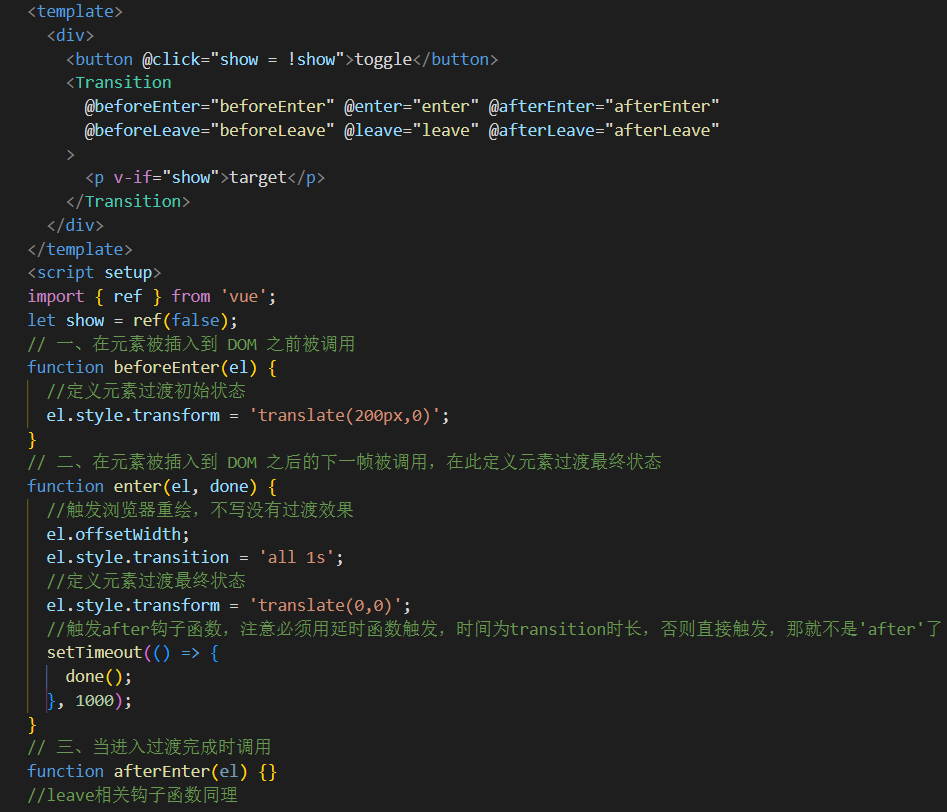 <template>
<div>
<button @click="show = !show">toggle</button>
<Transition
@beforeEnter="beforeEnter" @enter="enter" @afterEnter="afterEnter"
@beforeLeave="beforeLeave" @leave="leave" @afterLeave="afterLeave"
>
<p v-if="show">target</p>
</Transition>
</div>
</template>
<script setup>
import { ref } from 'vue';
let show = ref(false);
// 一、在元素被插入到 DOM 之前被调用
function beforeEnter(el) {
//定义元素过渡初始状态
el.style.transform = 'translate(200px,0)';
}
// 二、在元素被插入到 DOM 之后的下一帧被调用，在此定义元素过渡最终状态
function enter(el, done) {
//触发浏览器重绘，不写没有过渡效果
el.offsetWidth;
el.style.transition = 'all 1s';
//定义元素过渡最终状态
el.style.transform = 'translate(0,0)';
//触发after钩子函数，注意必须用延时函数触发，时间为transition时长，否则直接触发，那就不是'after'了
setTimeout(() => {
done();
}, 1000);
}
// 三、当进入过渡完成时调用
function afterEnter(el) {}
//leave相关钩子函数同理